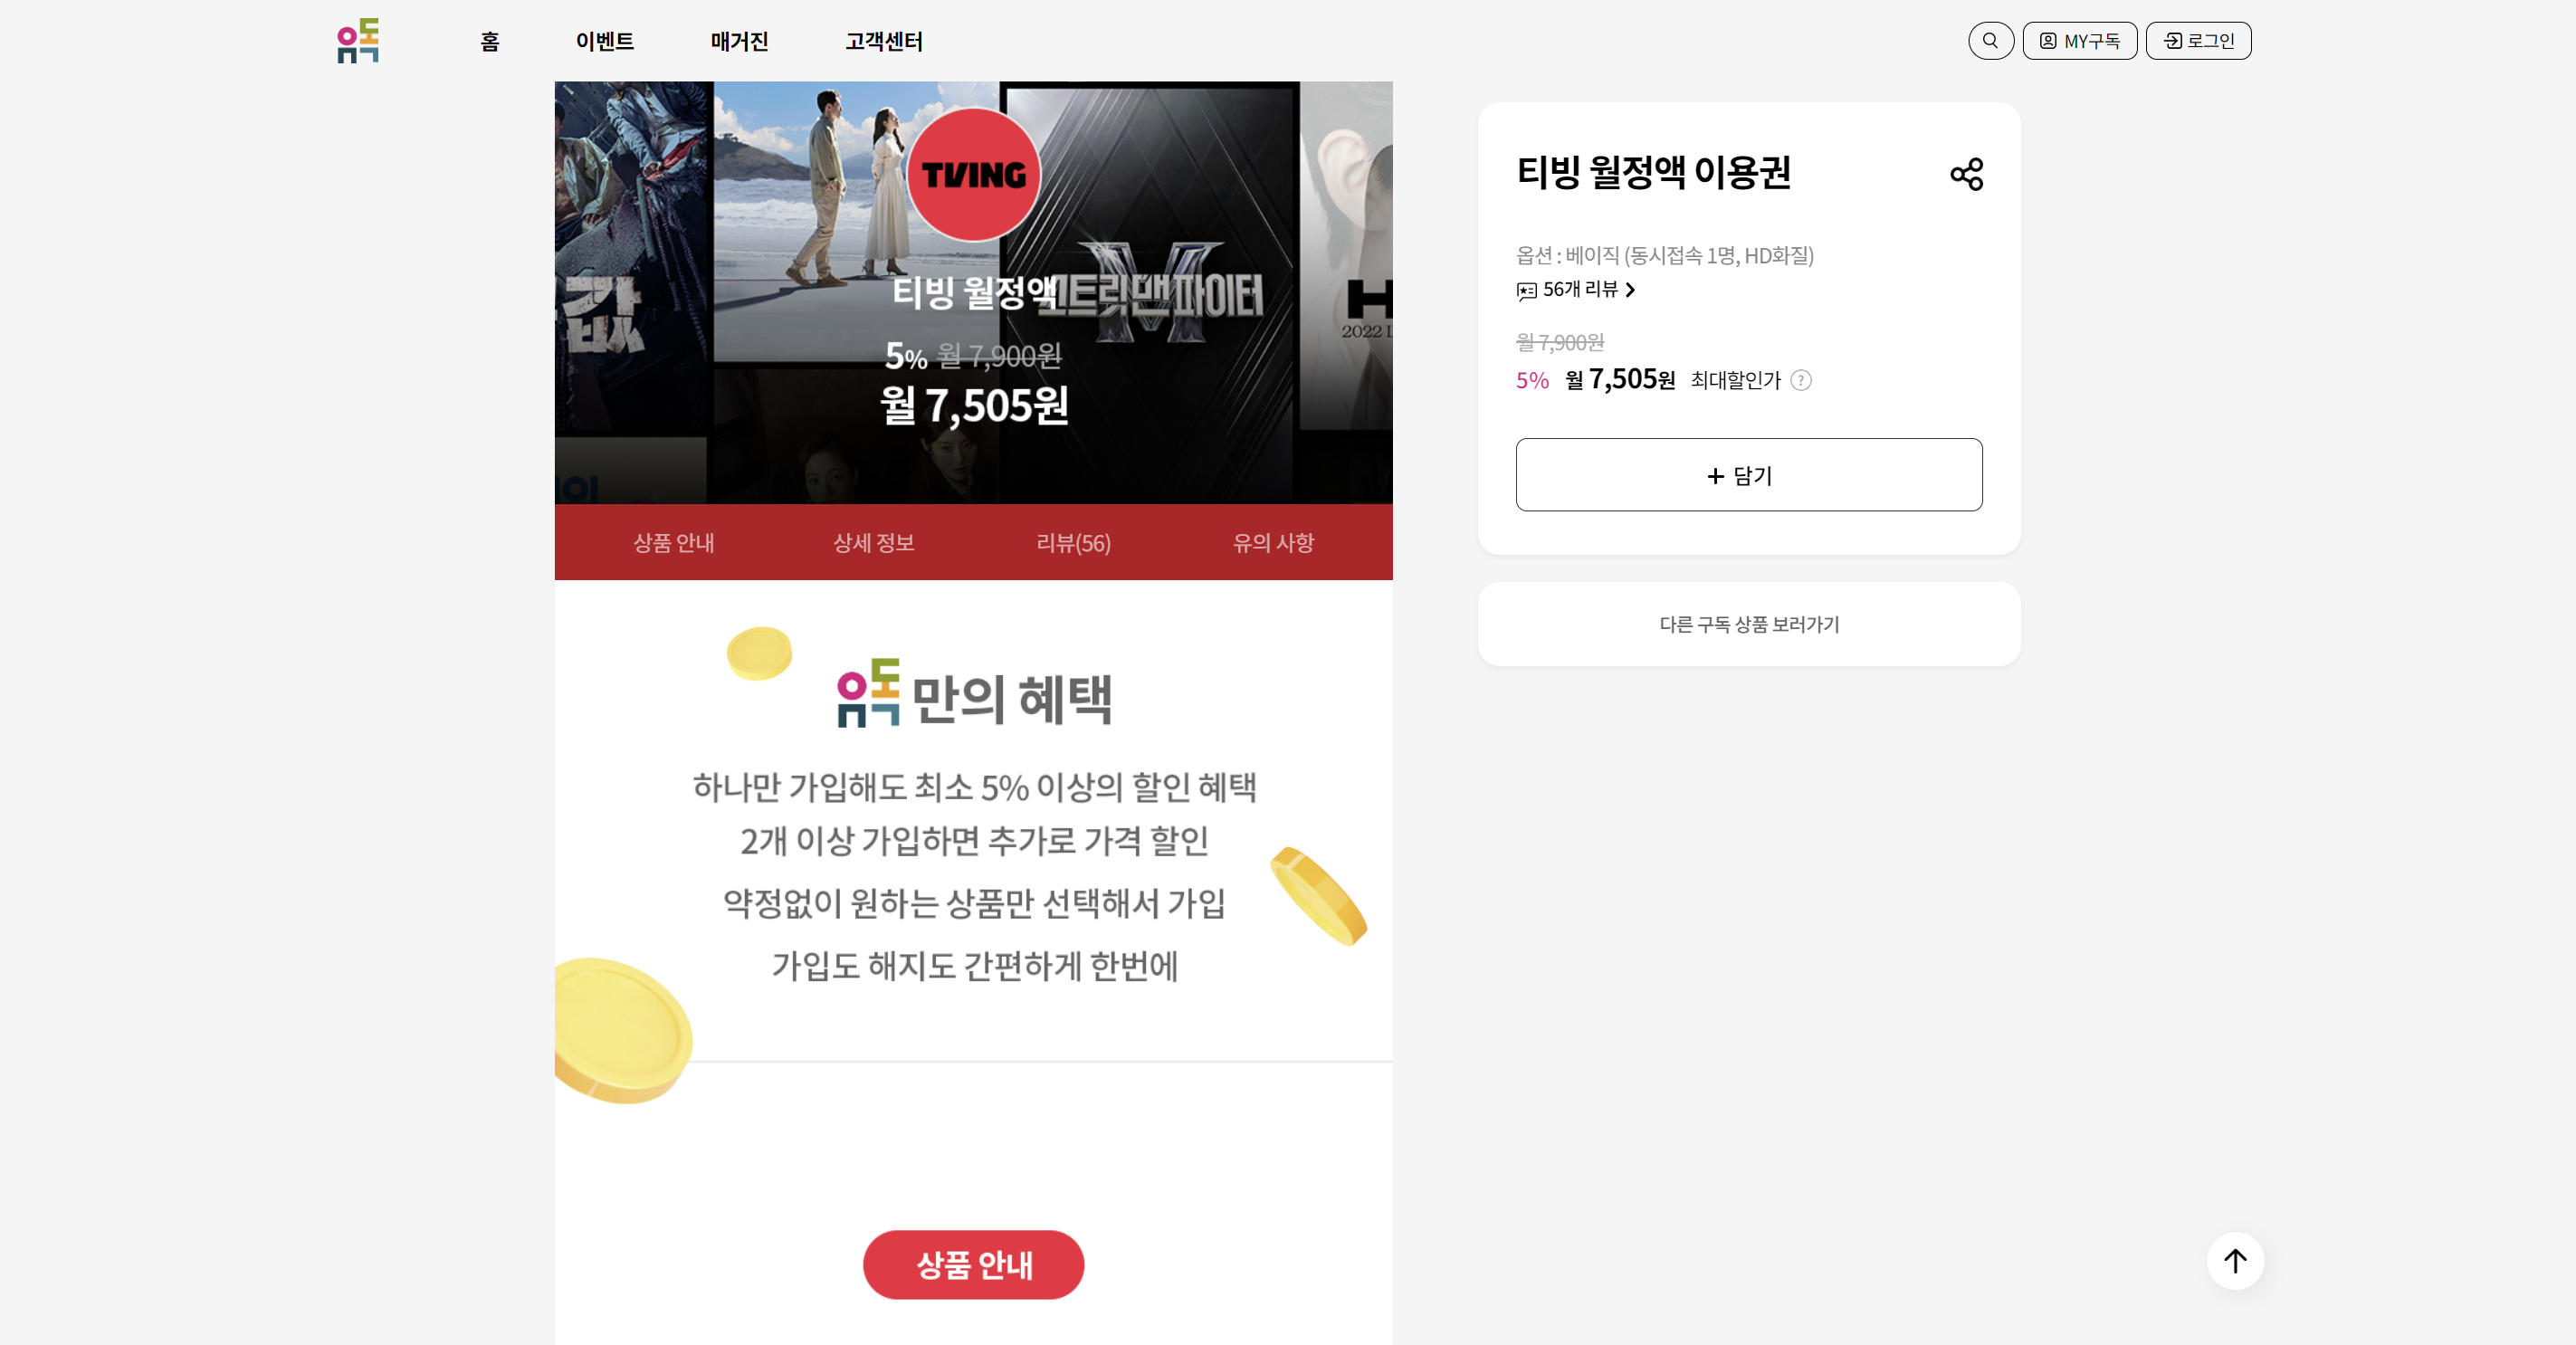 유독
홈
이벤트
매거진
고객센터
MY구독
로그인
TVING
티빙 월정액
스트릿맨파이터
값
2022
5% 월 7,900원
월 7,505원
상품 안내
상세 정보
리뷰(56)
유의 사항
유독 만의 혜택
하나만 가입해도 최소 5% 이상의 할인 혜택
2개 이상 가입하면 추가로 가격 할인
약정없이 원하는 상품만 선택해서 가입
가입도 해지도 간편하게 한번에
상품 안내
티빙 월정액 이용권
옵션 : 베이직 (동시접속 1명, HD화질)
56개 리뷰
월 7,900원
5% 월 7,505원 최대할인가 ?
+ 담기
다른 구독 상품 보러가기